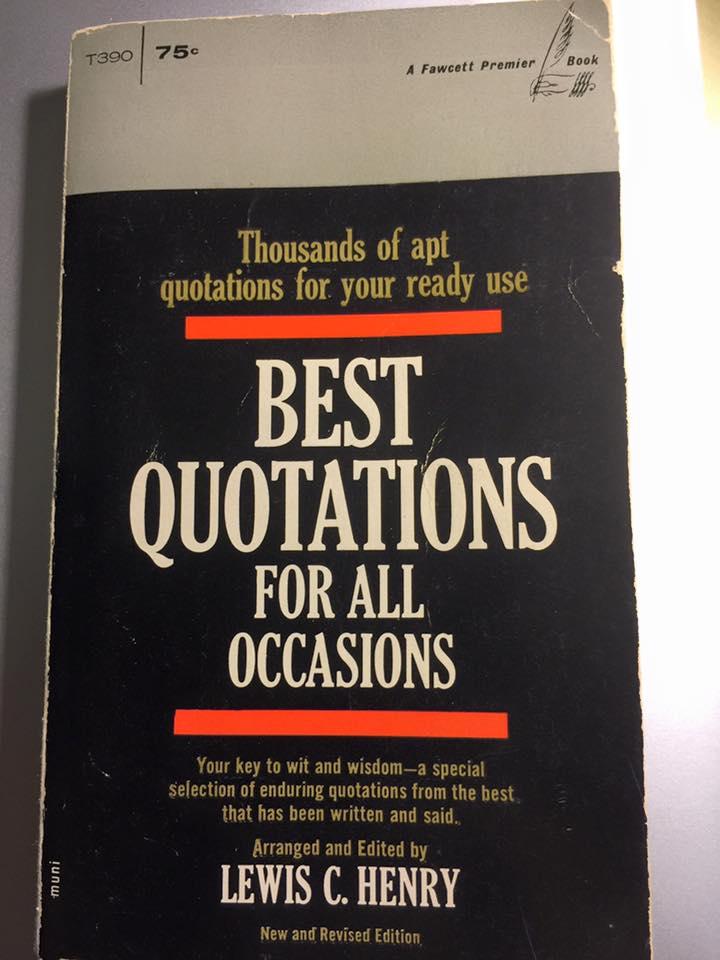 T390 75c
A Fawcett Premier Book
Thousands of apt
quotations for your ready use
BEST
QUOTATIONS
FOR ALL
OCCASIONS
Your key to wit and wisdom—a special
selection of enduring quotations from the best
that has been written and said.
Arranged and Edited by
LEWIS C. HENRY
New and Revised Edition
muni